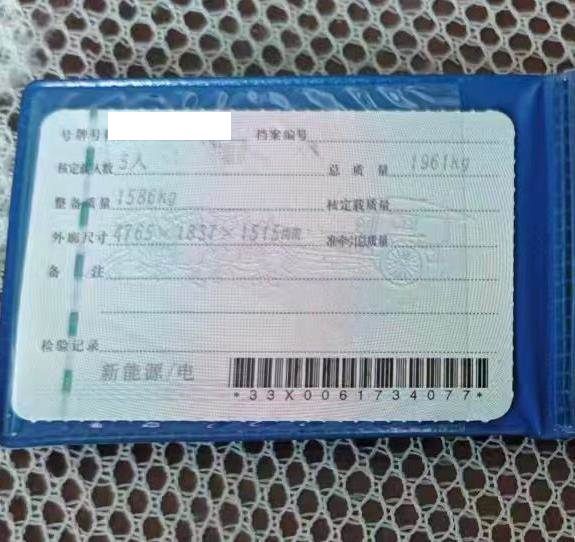 号牌号码 档案编号
核定载人数 5人 总质量 1961kg
整备质量 1586kg 核定载质量
外廓尺寸 4765×1837×1515mm 准牵引总质量
备注
检验记录
新能源/电
*33X0061734077*